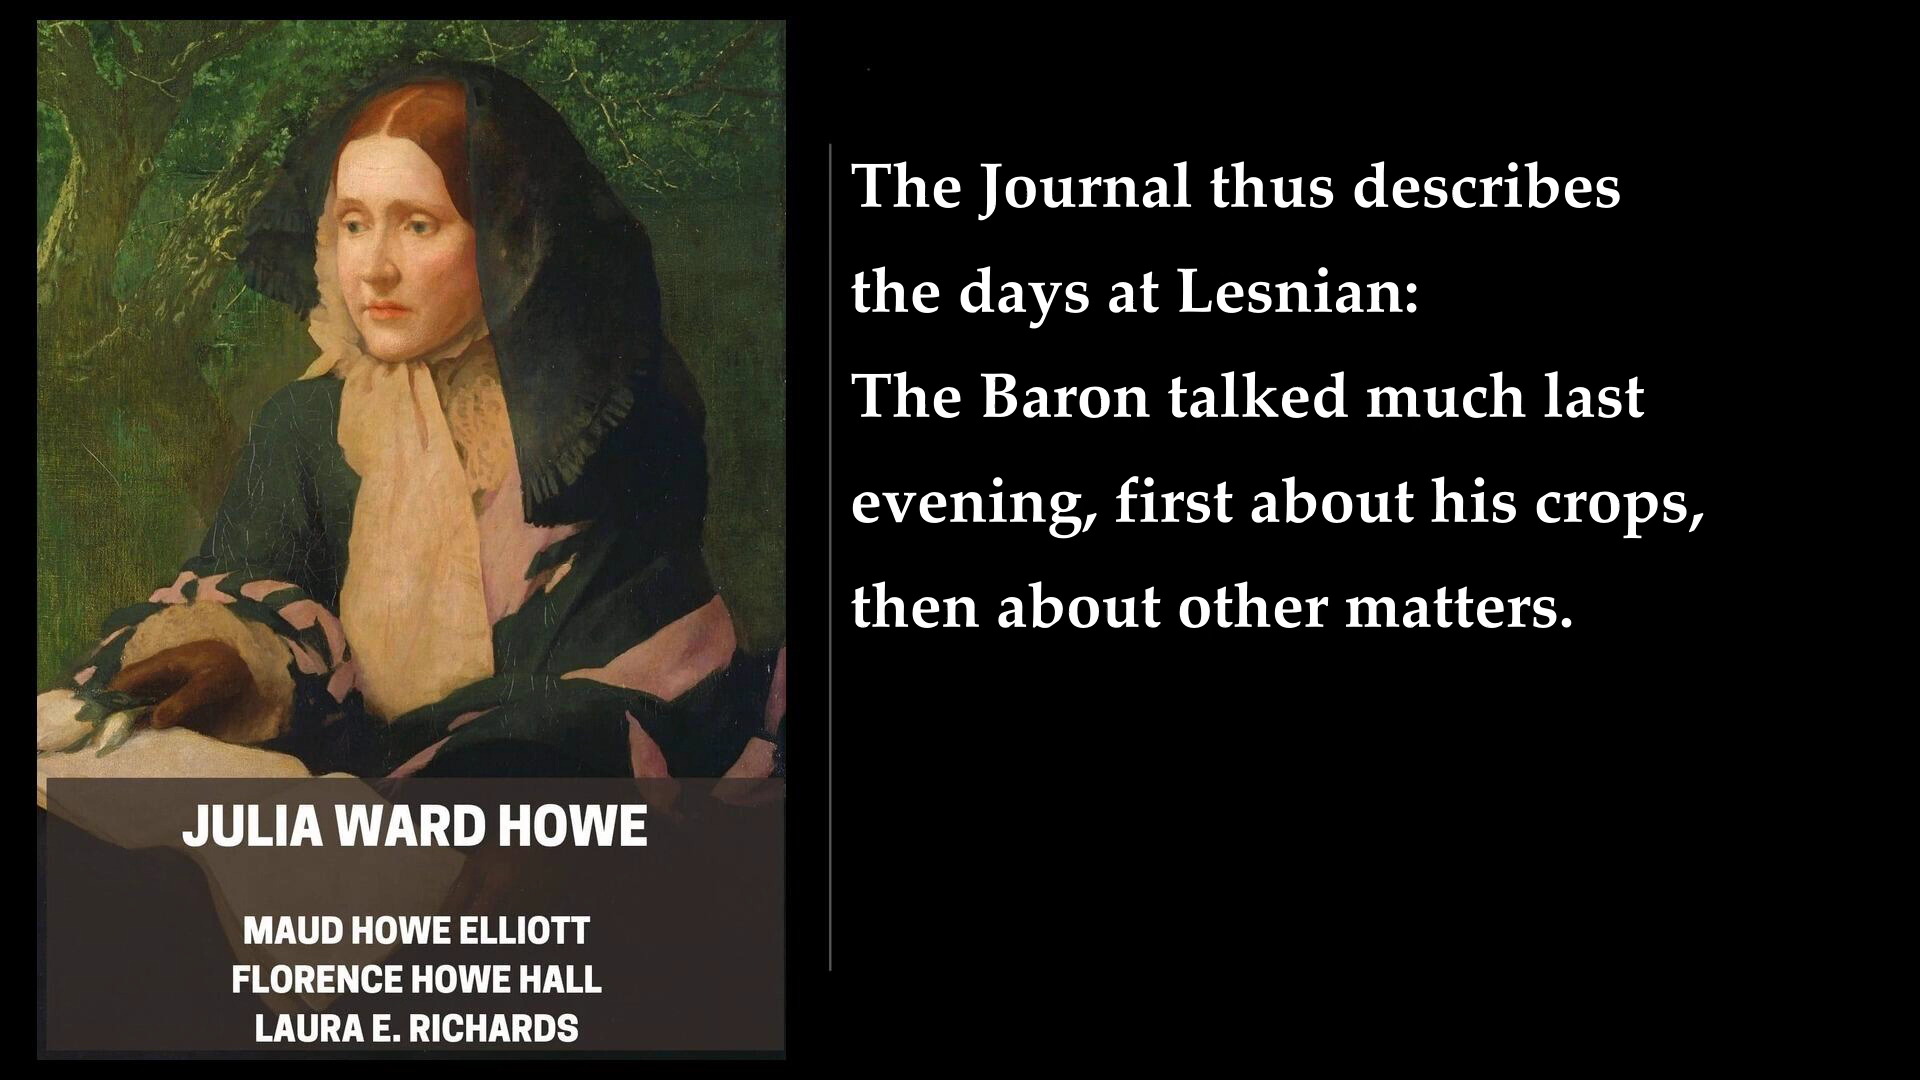 JULIA WARD HOWE
MAUD HOWE ELLIOTT
FLORENCE HOWE HALL
LAURA E. RICHARDS
The Journal thus describes
the days at Lesnian:
The Baron talked much last
evening, first about his crops,
then about other matters.